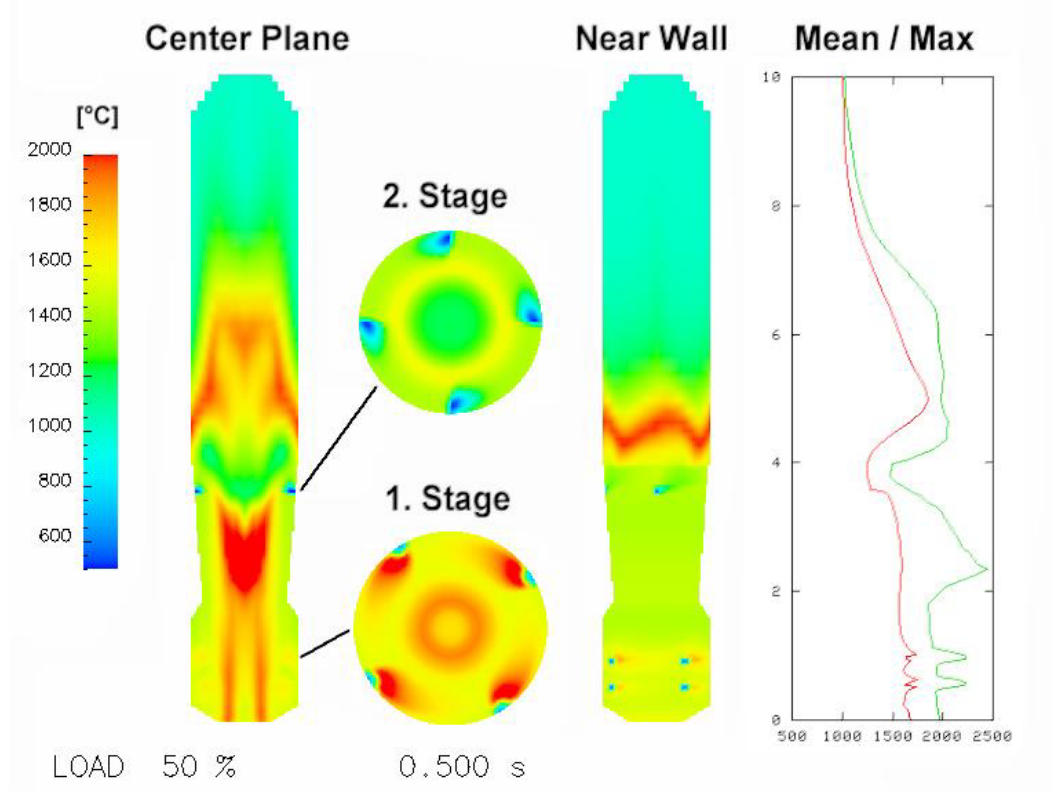 Center Plane
Near Wall
Mean / Max
[°C]
2000
1800
1600
1400
1200
1000
800
600
2. Stage
1. Stage
10
8
6
4
2
0
500 1000 1500 2000 2500
LOAD 50 %
0.500 s